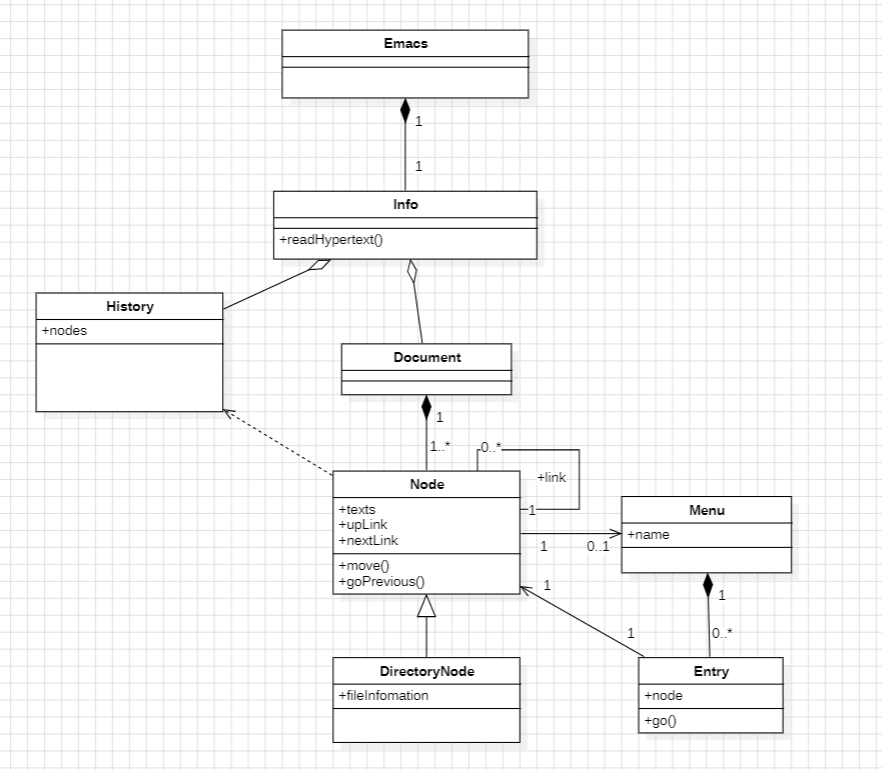 Emacs
1
1
Info
+readHypertext()
History
+nodes
Document
1
1..*
0..*
+link
1
Node
+texts
+upLink
+nextLink
+move()
+goPrevious()
1
0..1
Menu
+name
1
0..*
1
1
DirectoryNode
+fileInfomation
Entry
+node
+go()